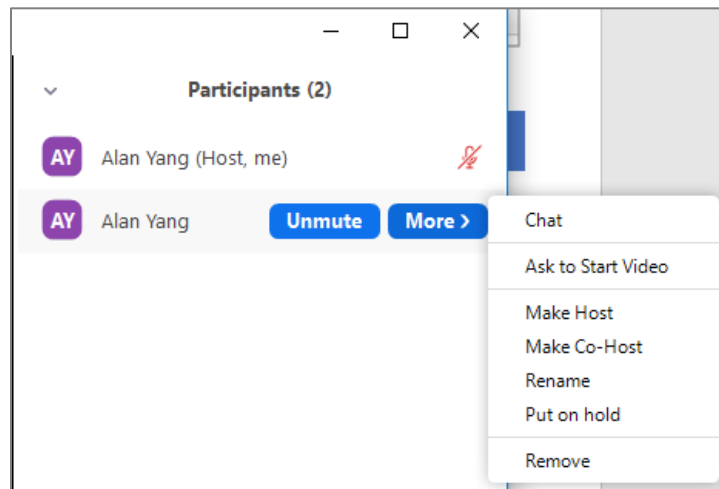 Participants (2)
AY Alan Yang (Host, me)
AY Alan Yang Unmute More >
Chat
Ask to Start Video
Make Host
Make Co-Host
Rename
Put on hold
Remove